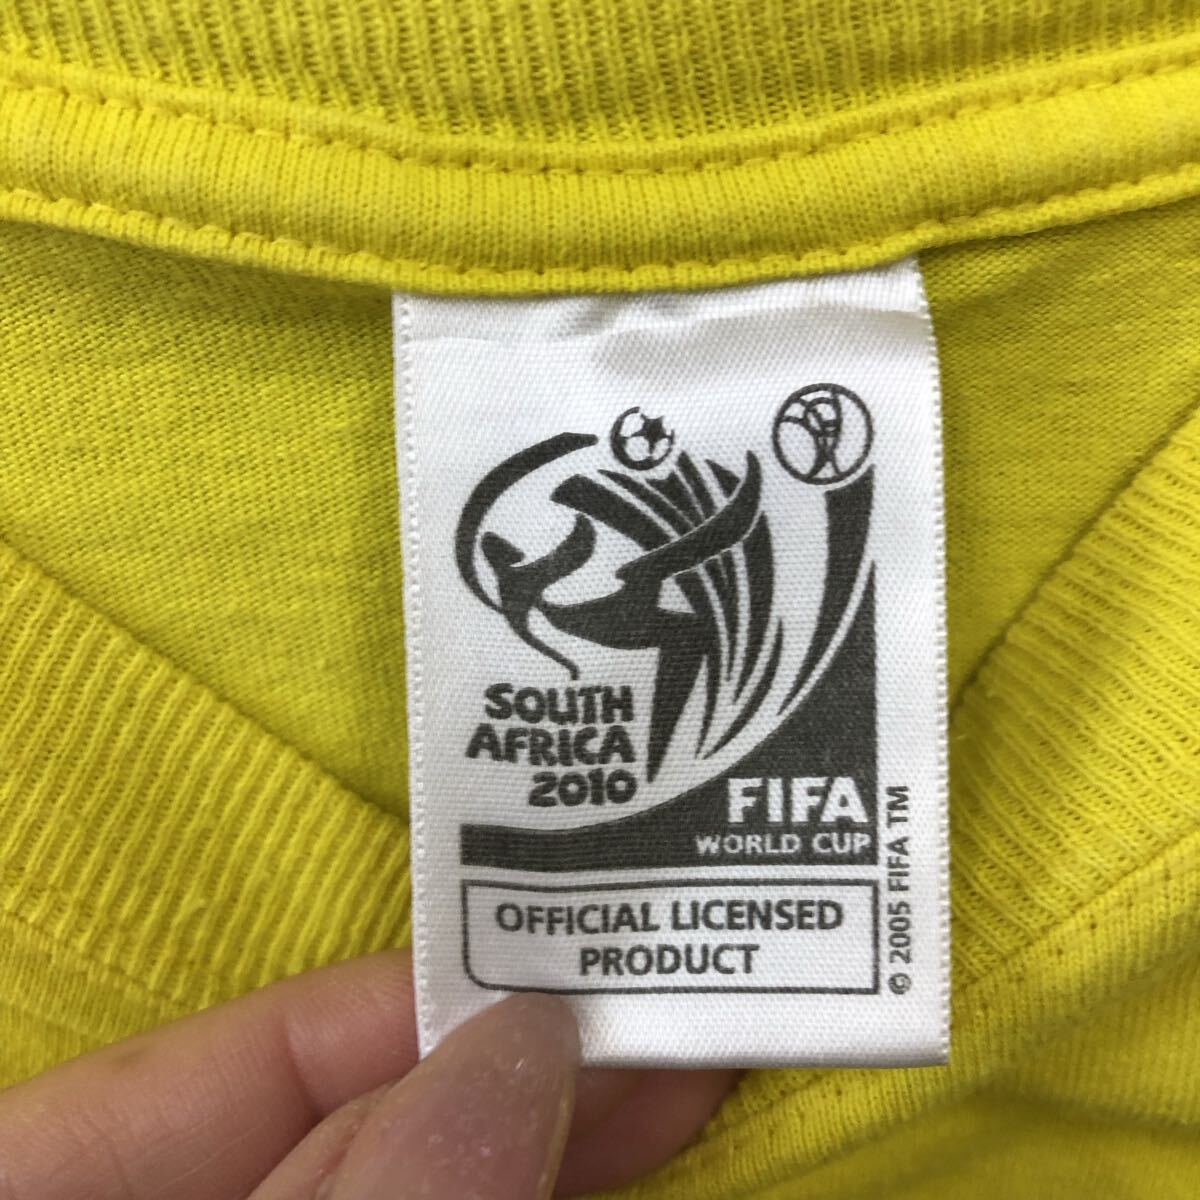 SOUTH
AFRICA
2010
FIFA
WORLD CUP
OFFICIAL LICENSED
PRODUCT
© 2005 FIFA TM